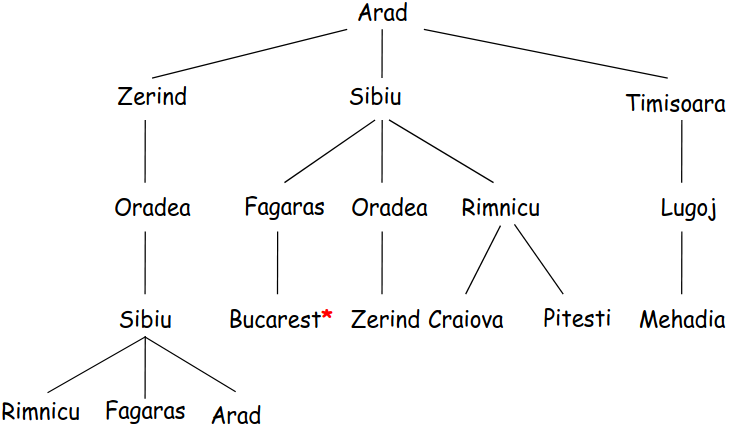 Arad
Zerind Sibiu Timisoara
Oradea Fagaras Oradea Rimnicu Lugoj
Sibiu Bucarest* Zerind Craiova Pitesti Mehadia
Rimnicu Fagaras Arad